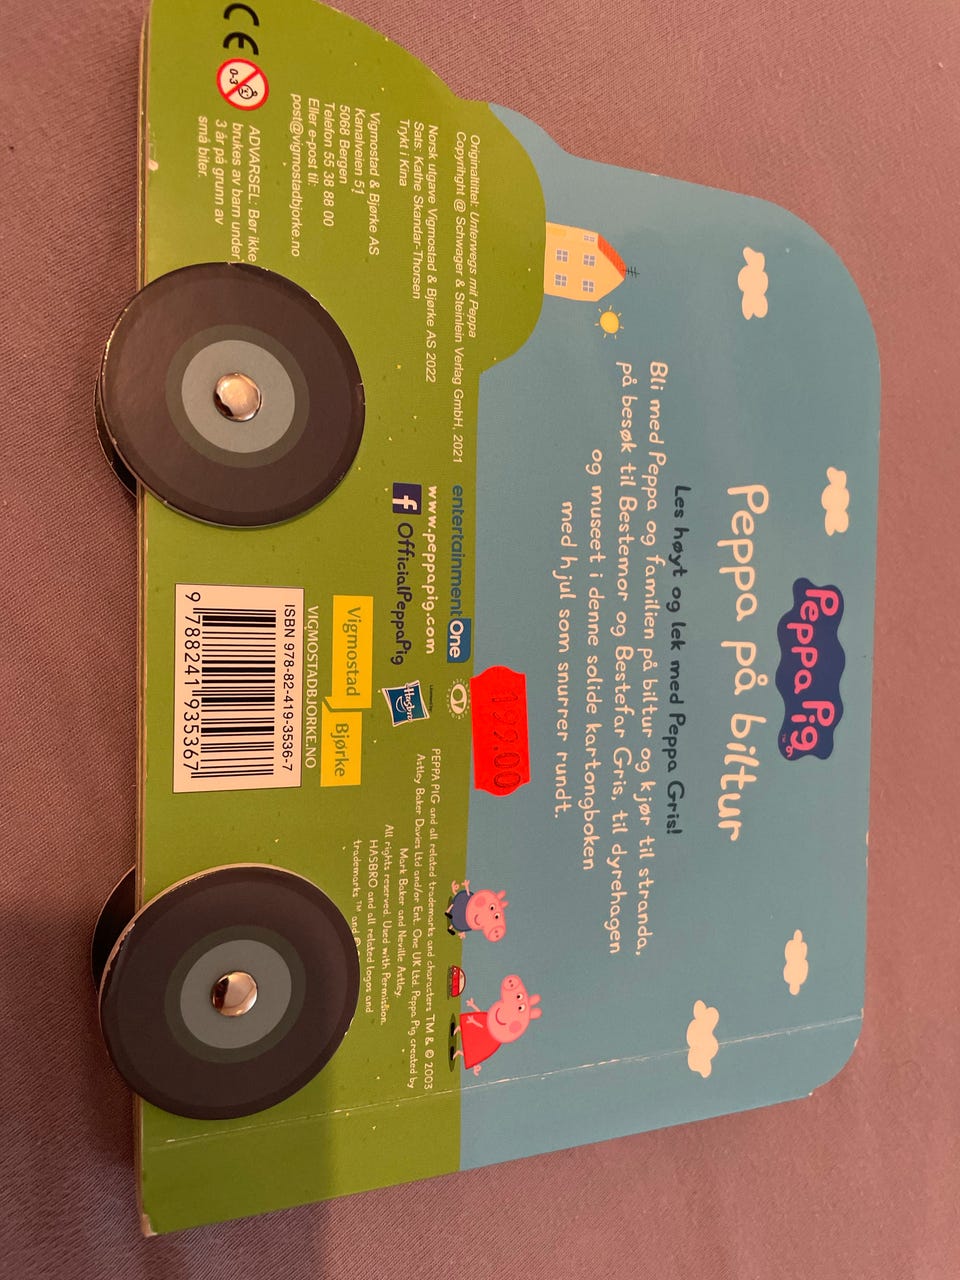 Peppa Pig
Peppa på biltur
Les høyt og lek med Peppa Gris!
Bli med Peppa og familien på biltur og kjør til stranda,
på besøk til Bestemor og Bestefar Gris, til dyrehagen
og museet i denne solide kartongboken
med hjul som snurrer rundt.
199.00
Originaltittel: Unterwegs mit Peppa
Copyrihght @ Schwager & Steinlein Verlag GmbH, 2021
Norsk utgave Vigmostad & Bjørke AS 2022
Sats: Kathe Skandar-Thorsen
Trykt i Kina
Vigmostad & Bjørke AS
Kanalveien 51
5068 Bergen
Telefon 55 38 88 00
Eller e-post til:
post@vigmostadbjorke.no
CE
0-3
ADVARSEL: Bør ikke
brukes av barn under
3 år på grunn av
små biter.
entertainment One
www.peppapig.com
f OfficialPeppaPig
Hasbro
Vigmostad
Bjørke
VIGMOSTADBJORKE.NO
ISBN 978-82-419-3536-7
9 788241 935367
PEPPA PIG and all related trademarks and characters TM & © 2003
Astley Baker Davies Ltd and/or Ent. One UK Ltd. Peppa Pig created by
Mark Baker and Neville Astley.
All rights reserved. Used with Permission.
HASBRO and all related logos and
trademarks ™ and ©